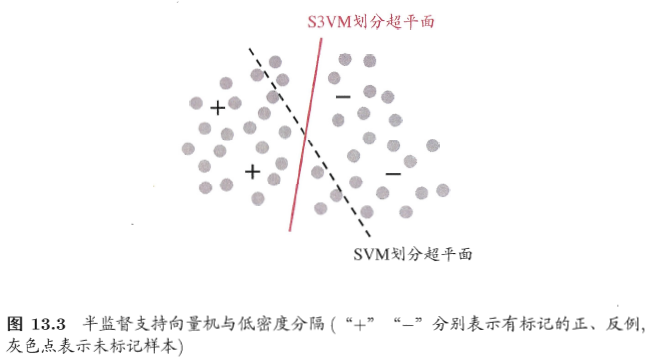 S3VM划分超平面
+
−
+
−
SVM划分超平面
图 13.3 半监督支持向量机与低密度分隔 (“+” “−” 分别表示有标记的正、反例,
灰色点表示未标记样本)